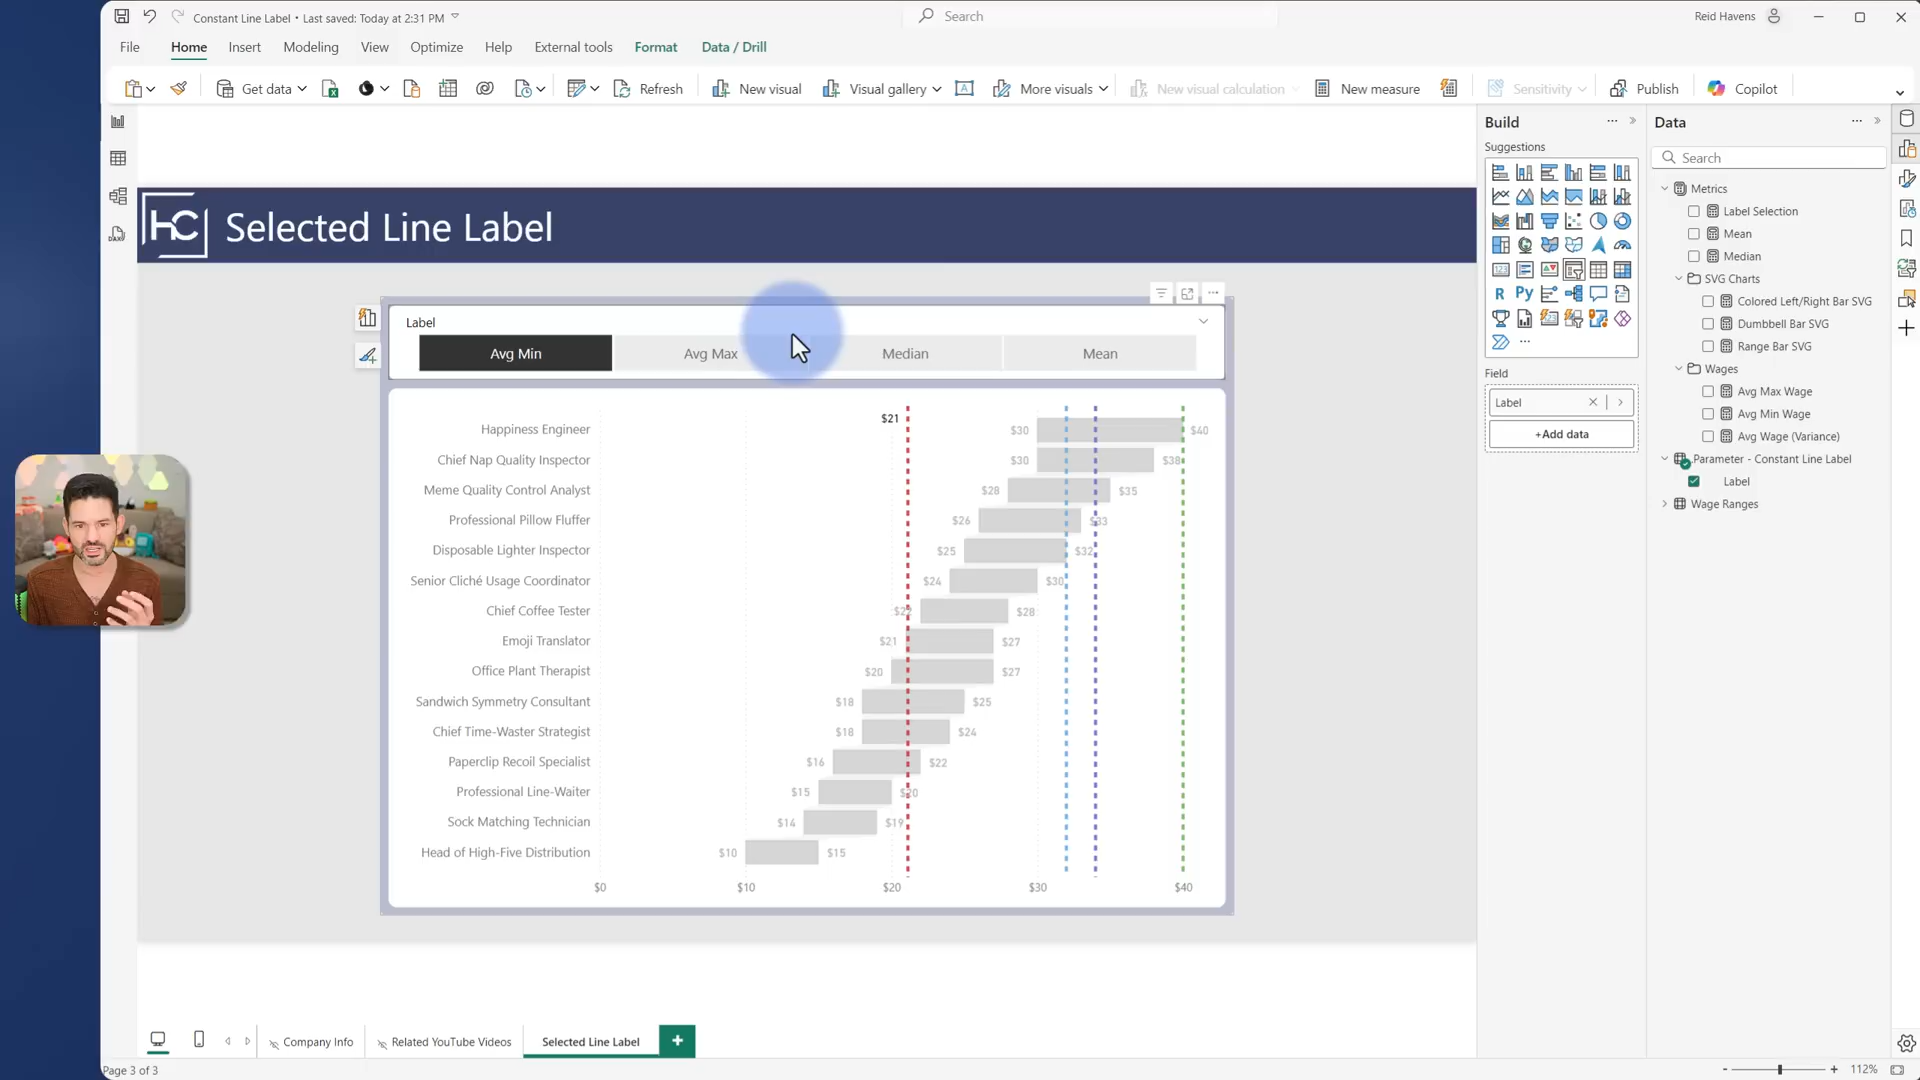 Constant Line Label • Last saved: Today at 2:31 PM
Search
Reid Havens
File
Home
Insert
Modeling
View
Optimize
Help
External tools
Format
Data / Drill
Get data
Refresh
New visual
Visual gallery
More visuals
New visual calculation
New measure
Sensitivity
Publish
Copilot
HC
Selected Line Label
Label
Avg Min
Avg Max
Median
Mean
$21
Happiness Engineer
$30
$40
Chief Nap Quality Inspector
$30
$38
Meme Quality Control Analyst
$28
$35
Professional Pillow Fluffer
$26
$33
Disposable Lighter Inspector
$25
$32
Senior Cliché Usage Coordinator
$24
$30
Chief Coffee Tester
$22
$28
Emoji Translator
$21
$27
Office Plant Therapist
$20
$27
Sandwich Symmetry Consultant
$18
$25
Chief Time-Waster Strategist
$18
$24
Paperclip Recoil Specialist
$16
$22
Professional Line-Waiter
$15
$20
Sock Matching Technician
$14
$19
Head of High-Five Distribution
$10
$15
$0
$10
$20
$30
$40
Build
Suggestions
R
Py
Field
Label
+Add data
Data
Search
Metrics
Label Selection
Mean
Median
SVG Charts
Colored Left/Right Bar SVG
Dumbbell Bar SVG
Range Bar SVG
Wages
Avg Max Wage
Avg Min Wage
Avg Wage (Variance)
Parameter - Constant Line Label
Label
Wage Ranges
Company Info
Related YouTube Videos
Selected Line Label
Page 3 of 3
112%